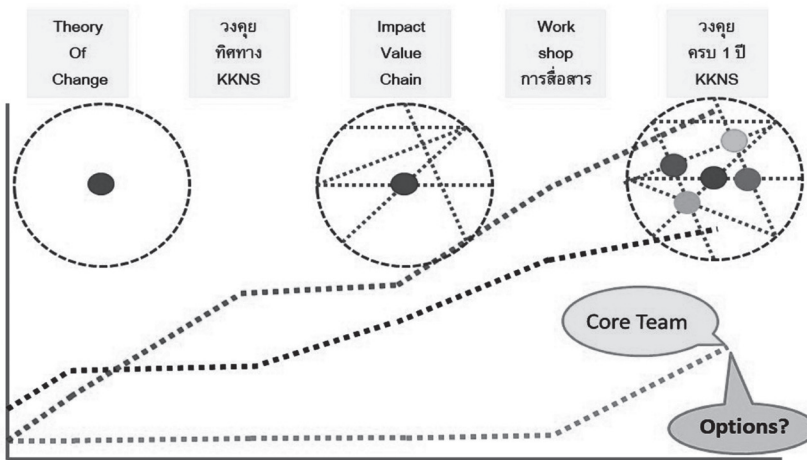 Theory
Of
Change
วงคุย
ทิศทาง
KKNS
Impact
Value
Chain
Work
shop
การสื่อสาร
วงคุย
ครบ 1 ปี
KKNS
Core Team
Options?